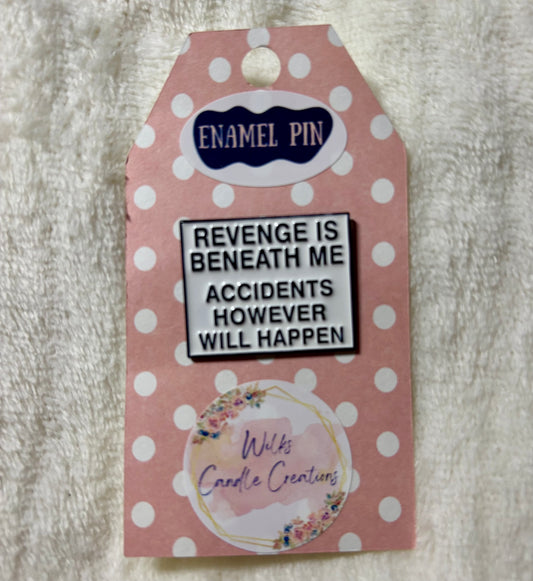 ENAMEL PIN
REVENGE IS
BENEATH ME
ACCIDENTS
HOWEVER
WILL HAPPEN
Wilks
Candle Creations